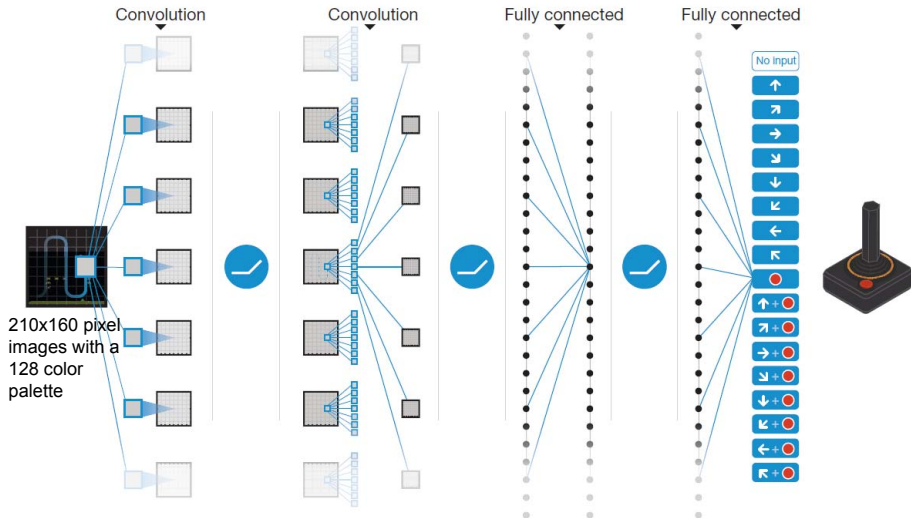 Convolution
Convolution
Fully connected
Fully connected
No input
210x160 pixel
images with a
128 color
palette
+
+
+
+
+
+
+
+